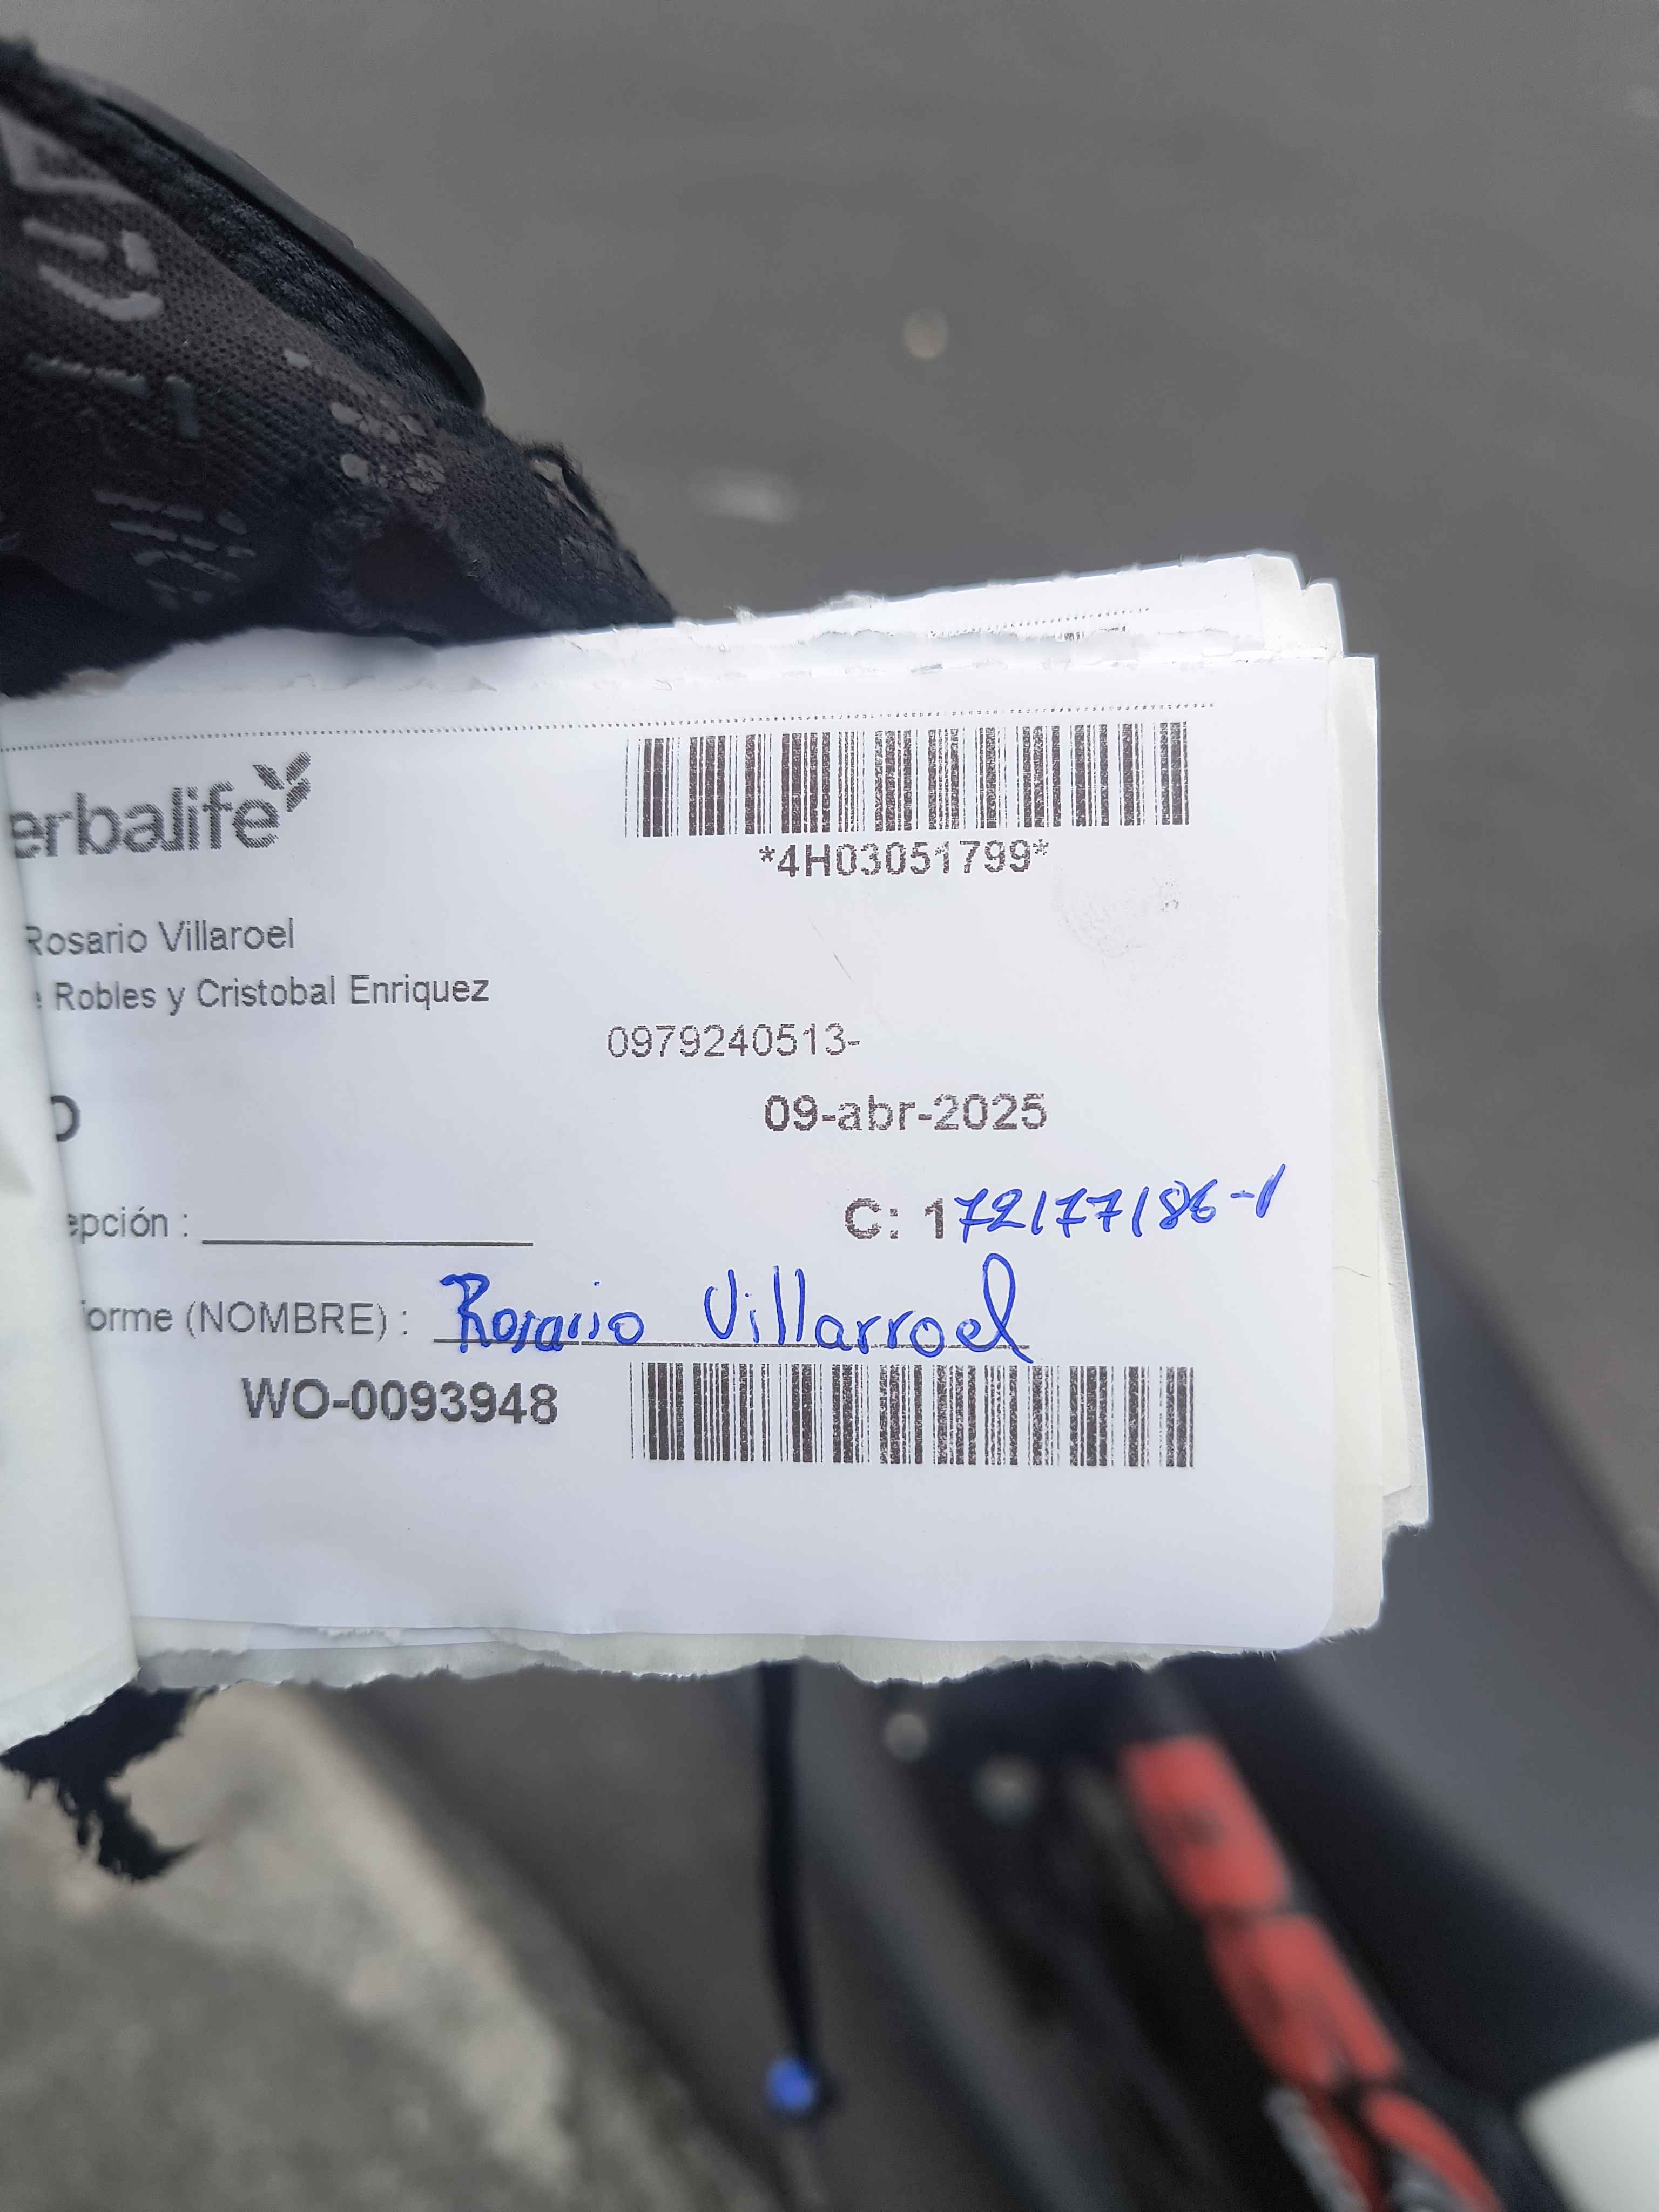 erbalife
*4H03051799*
Rosario Villaroel
e Robles y Cristobal Enriquez
0979240513-
O
09-abr-2025
epción : C: 172177186-1
forme (NOMBRE) : Rosario Villarroel
WO-0093948